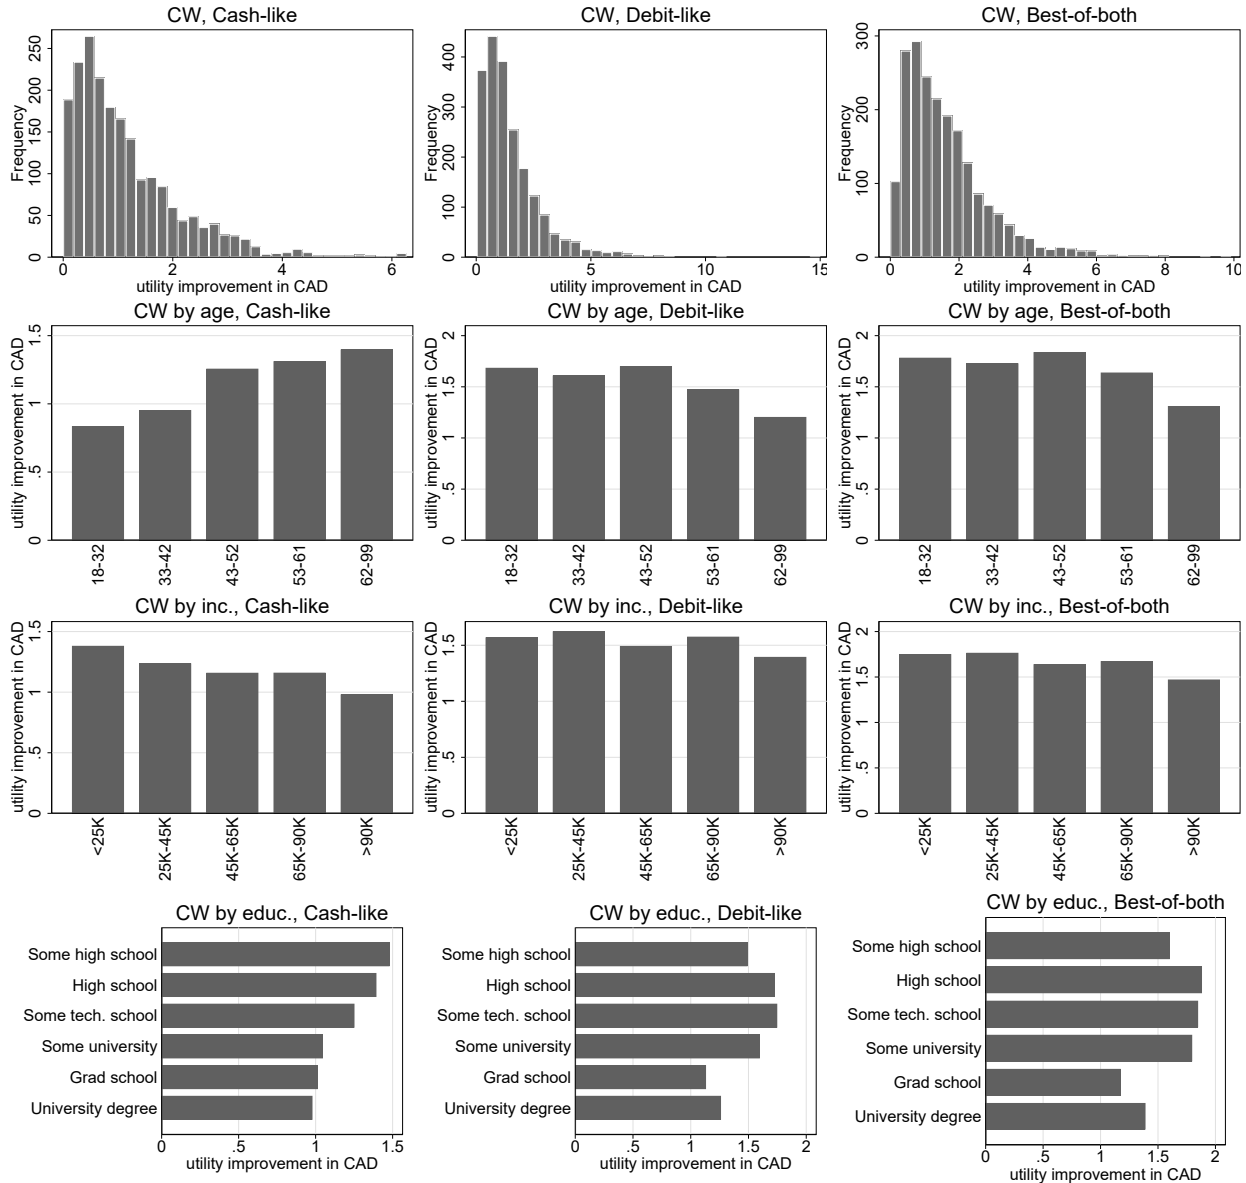 CW, Cash-like
Frequency
0 50 100 150 200 250
0 2 4 6
utility improvement in CAD
CW, Debit-like
Frequency
0 100 200 300 400
0 5 10 15
utility improvement in CAD
CW, Best-of-both
Frequency
0 100 200 300
0 2 4 6 8 10
utility improvement in CAD
CW by age, Cash-like
utility improvement in CAD
0 .5 1 1.5
18-32 33-42 43-52 53-61 62-99
CW by age, Debit-like
utility improvement in CAD
0 .5 1 1.5 2
18-32 33-42 43-52 53-61 62-99
CW by age, Best-of-both
utility improvement in CAD
0 .5 1 1.5 2
18-32 33-42 43-52 53-61 62-99
CW by inc., Cash-like
utility improvement in CAD
0 .5 1 1.5
<25K 25K-45K 45K-65K 65K-90K >90K
CW by inc., Debit-like
utility improvement in CAD
0 .5 1 1.5
<25K 25K-45K 45K-65K 65K-90K >90K
CW by inc., Best-of-both
utility improvement in CAD
0 .5 1 1.5 2
<25K 25K-45K 45K-65K 65K-90K >90K
CW by educ., Cash-like
Some high school
High school
Some tech. school
Some university
Grad school
University degree
0 .5 1 1.5
utility improvement in CAD
CW by educ., Debit-like
Some high school
High school
Some tech. school
Some university
Grad school
University degree
0 .5 1 1.5 2
utility improvement in CAD
CW by educ., Best-of-both
Some high school
High school
Some tech. school
Some university
Grad school
University degree
0 .5 1 1.5 2
utility improvement in CAD